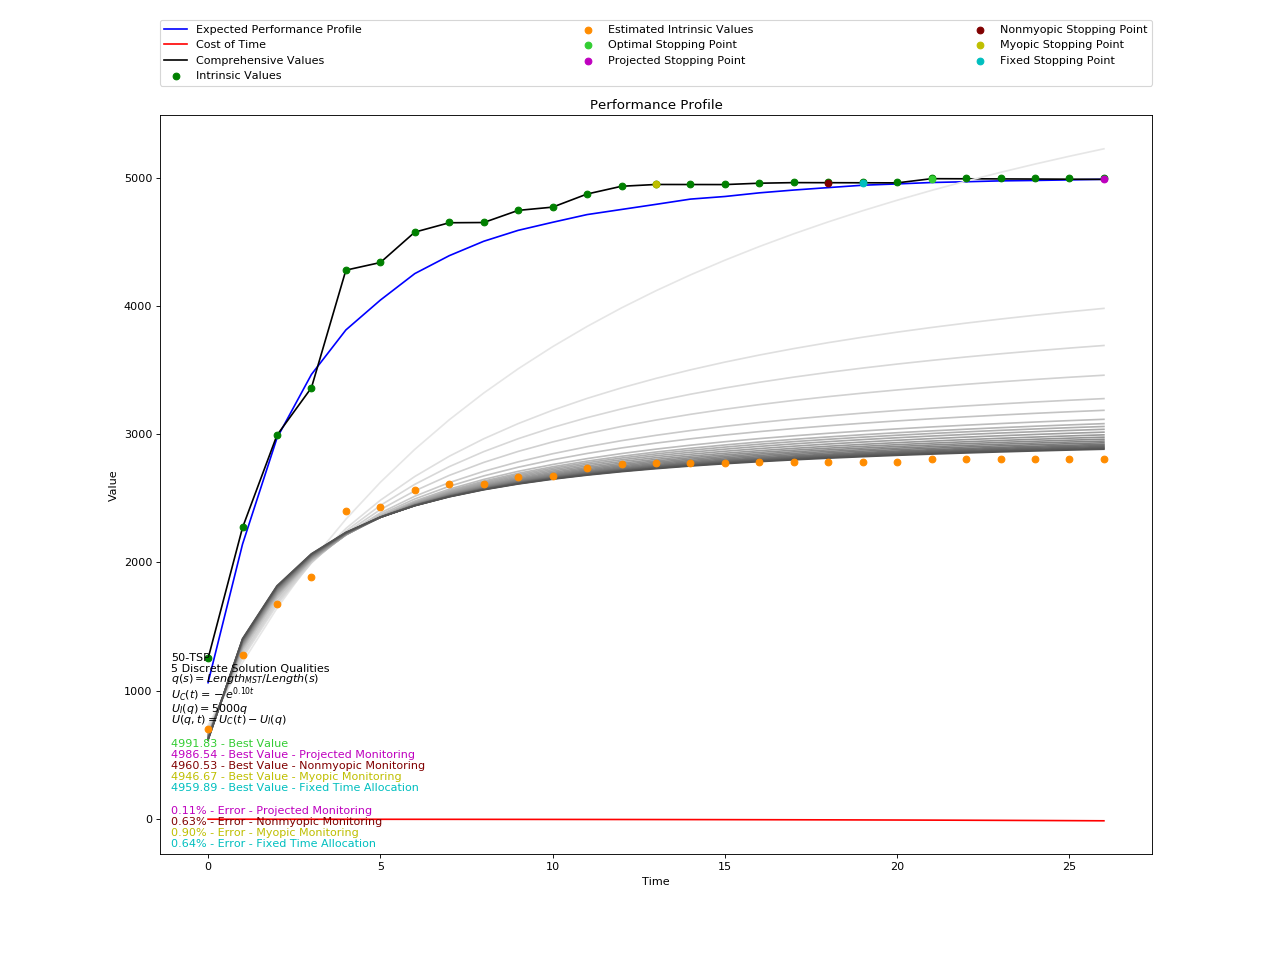 Expected Performance Profile
Cost of Time
Comprehensive Values
Intrinsic Values
Estimated Intrinsic Values
Optimal Stopping Point
Projected Stopping Point
Nonmyopic Stopping Point
Myopic Stopping Point
Fixed Stopping Point
Performance Profile
Value
5000
4000
3000
2000
1000
0
50-TSP
5 Discrete Solution Qualities
q(s) = Length_{MST}/Length(s)
U_C(t) = −e^{0.10t}
U_I(q) = 5000q
U(q, t) = U_C(t) − U_I(q)
4991.83 - Best Value
4986.54 - Best Value - Projected Monitoring
4960.53 - Best Value - Nonmyopic Monitoring
4946.67 - Best Value - Myopic Monitoring
4959.89 - Best Value - Fixed Time Allocation
0.11% - Error - Projected Monitoring
0.63% - Error - Nonmyopic Monitoring
0.90% - Error - Myopic Monitoring
0.64% - Error - Fixed Time Allocation
0 5 10 15 20 25
Time